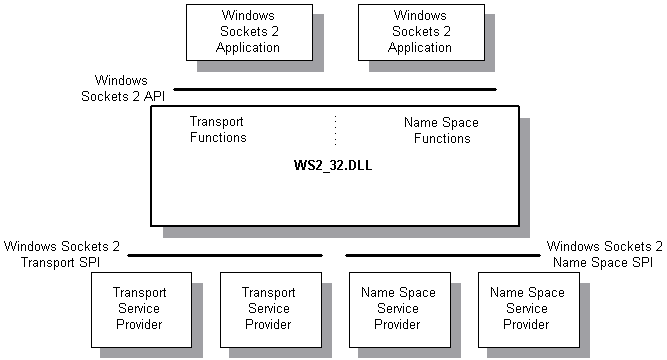 Windows
Sockets 2
Application
Windows
Sockets 2
Application
Windows
Sockets 2 API
Transport
Functions
Name Space
Functions
WS2_32.DLL
Windows Sockets 2
Transport SPI
Windows Sockets 2
Name Space SPI
Transport
Service
Provider
Transport
Service
Provider
Name Space
Service
Provider
Name Space
Service
Provider